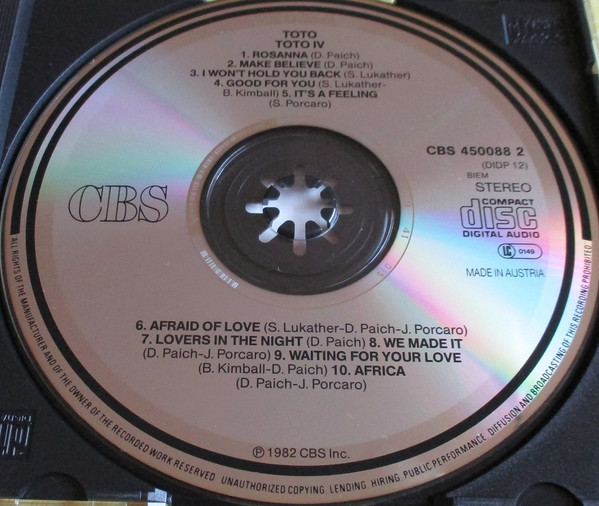 TOTO
TOTO IV
1. ROSANNA (D. Paich)
2. MAKE BELIEVE (D. Paich)
3. I WON'T HOLD YOU BACK (S. Lukather)
4. GOOD FOR YOU (S. Lukather-
B. Kimball) 5. IT'S A FEELING
(S. Porcaro)
CBS 450088 2
(DIDP 12)
BIEM
STEREO
COMPACT
disc
DIGITAL AUDIO
LC 0149
MADE IN AUSTRIA
CBS
6. AFRAID OF LOVE (S. Lukather-D. Paich-J. Porcaro)
7. LOVERS IN THE NIGHT (D. Paich) 8. WE MADE IT
(D. Paich-J. Porcaro) 9. WAITING FOR YOUR LOVE
(B. Kimball-D. Paich) 10. AFRICA
(D. Paich-J. Porcaro)
℗ 1982 CBS Inc.
ALL RIGHTS OF THE MANUFACTURER AND OF THE OWNER OF THE RECORDED WORK RESERVED. UNAUTHORIZED COPYING, LENDING, HIRING, PUBLIC PERFORMANCE, DIFFUSION AND BROADCASTING OF THIS RECORDING PROHIBITED